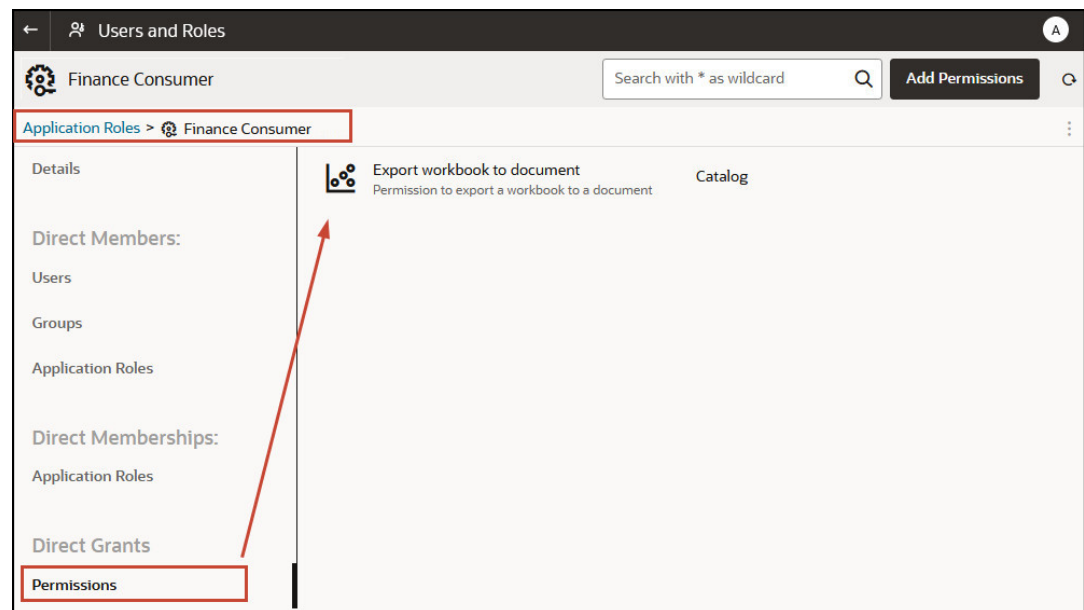 ← Users and Roles A
Finance Consumer Search with * as wildcard Add Permissions
Application Roles > Finance Consumer
Details
Export workbook to document Catalog
Permission to export a workbook to a document
Direct Members:
Users
Groups
Application Roles
Direct Memberships:
Application Roles
Direct Grants
Permissions